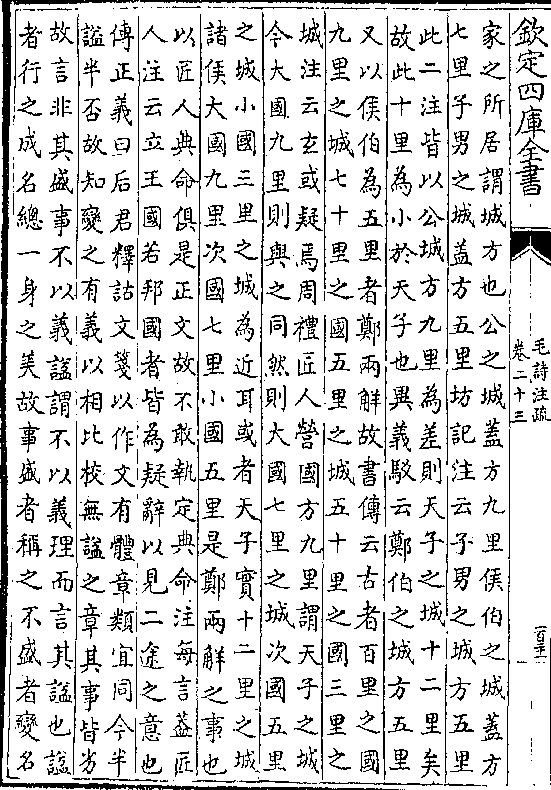 欽定四庫全書
毛詩注疏
卷二十三
家之所居謂城方也公之城蓋方九里侯伯之城蓋方
七里子男之城蓋方五里坊記注云子男之城方五里
此二注皆以公城方九里為差則天子之城十二里矣
故此十里為小於天子也異義駮云鄭伯之城方五里
又以侯伯為五里者鄭兩解故書傳云古者百里之國
九里之城七十里之國五里之城五十里之國三里之
城注云玄或疑焉周禮匠人營國方九里謂天子之城
今大國九里則與之同然則大國七里之城次國五里
之城小國三里之城為近耳或者天子實十二里之城
諸侯大國九里次國七里小國五里是鄭兩解之事也
以匠人典命俱是正文故不敢執定典命注每言蓋匠
人注云立王國若邦國者皆為疑辭以見二途之意也
傳正義曰后君釋詁文箋以作文有體章類宜同今半
謚半否故知變之有義以相比校無謚之章其事皆劣
故言非其盛事不以義謚謂不以義理而言其謚也謚
者行之成名總一身之美故事盛者稱之不盛者變名